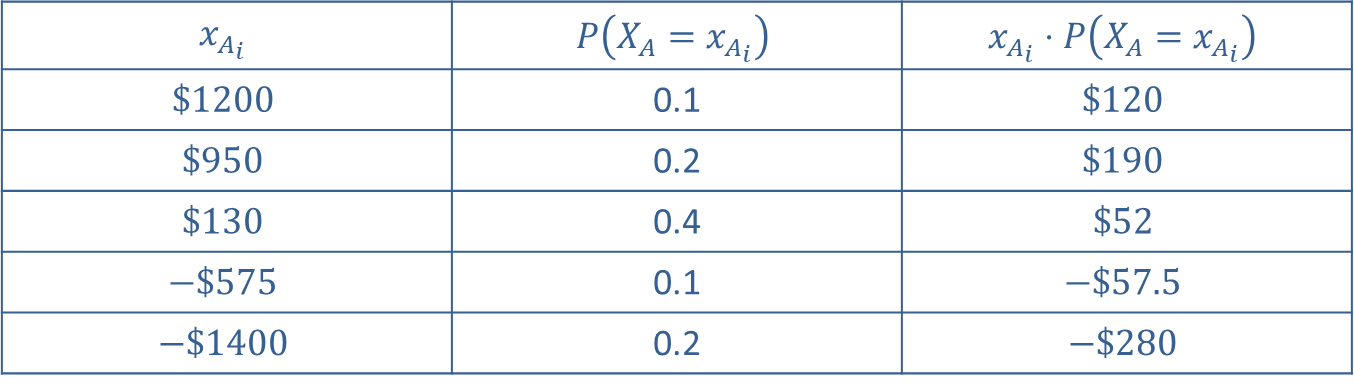 x_{A_i} P(X_A = x_{A_i}) x_{A_i} · P(X_A = x_{A_i})
$1200 0.1 $120
$950 0.2 $190
$130 0.4 $52
−$575 0.1 −$57.5
−$1400 0.2 −$280